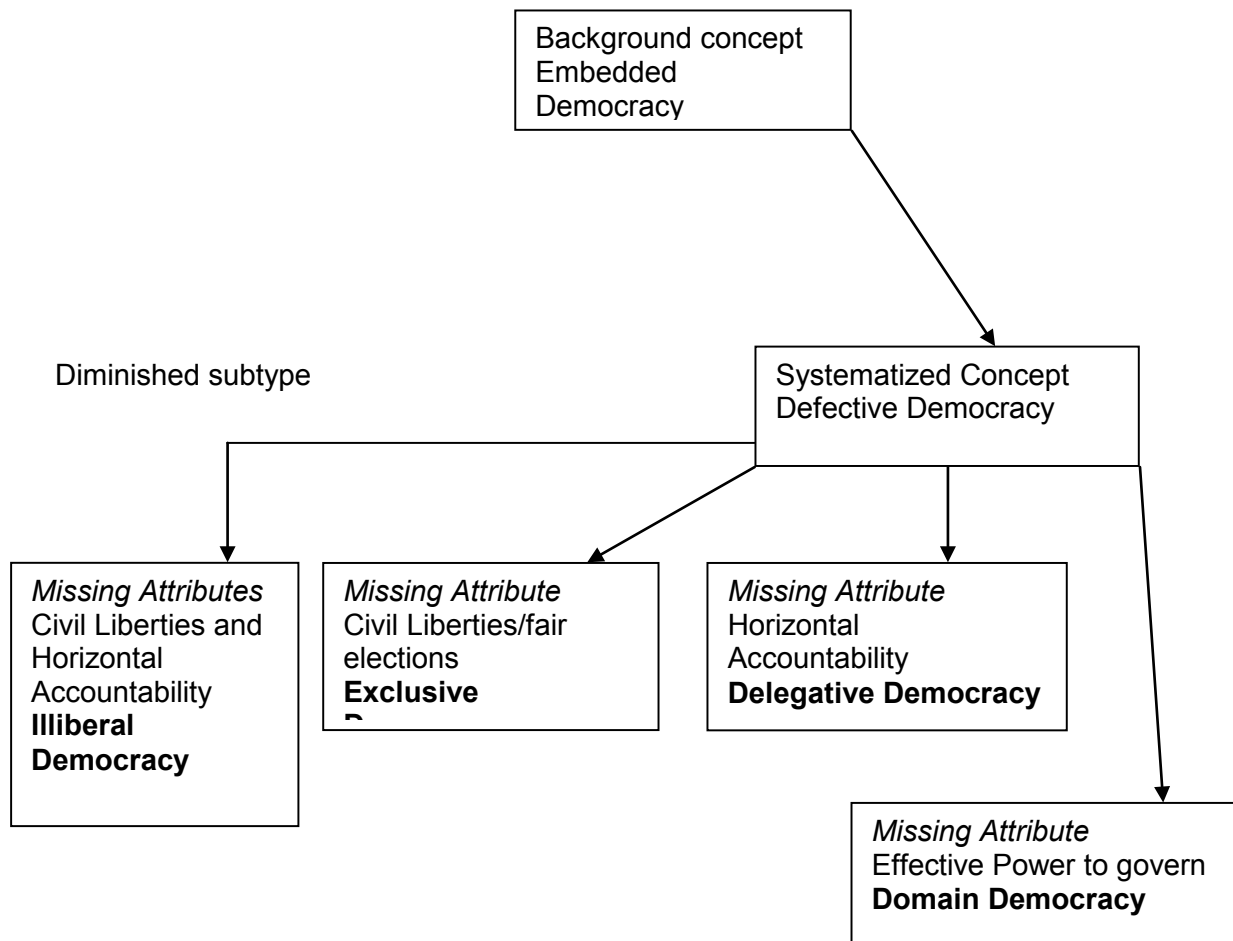 Background concept
Embedded
Democracy
Diminished subtype
Systematized Concept
Defective Democracy
Missing Attributes
Civil Liberties and
Horizontal
Accountability
Illiberal
Democracy
Missing Attribute
Civil Liberties/fair
elections
Exclusive
Missing Attribute
Horizontal
Accountability
Delegative Democracy
Missing Attribute
Effective Power to govern
Domain Democracy